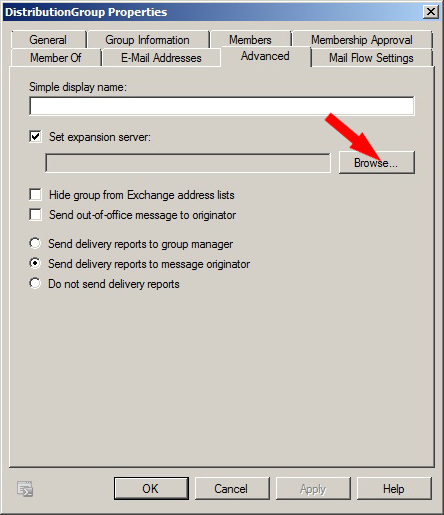 DistributionGroup Properties
General
Group Information
Members
Membership Approval
Member Of
E-Mail Addresses
Advanced
Mail Flow Settings
Simple display name:
Set expansion server:
Browse...
Hide group from Exchange address lists
Send out-of-office message to originator
Send delivery reports to group manager
Send delivery reports to message originator
Do not send delivery reports
OK
Cancel
Apply
Help